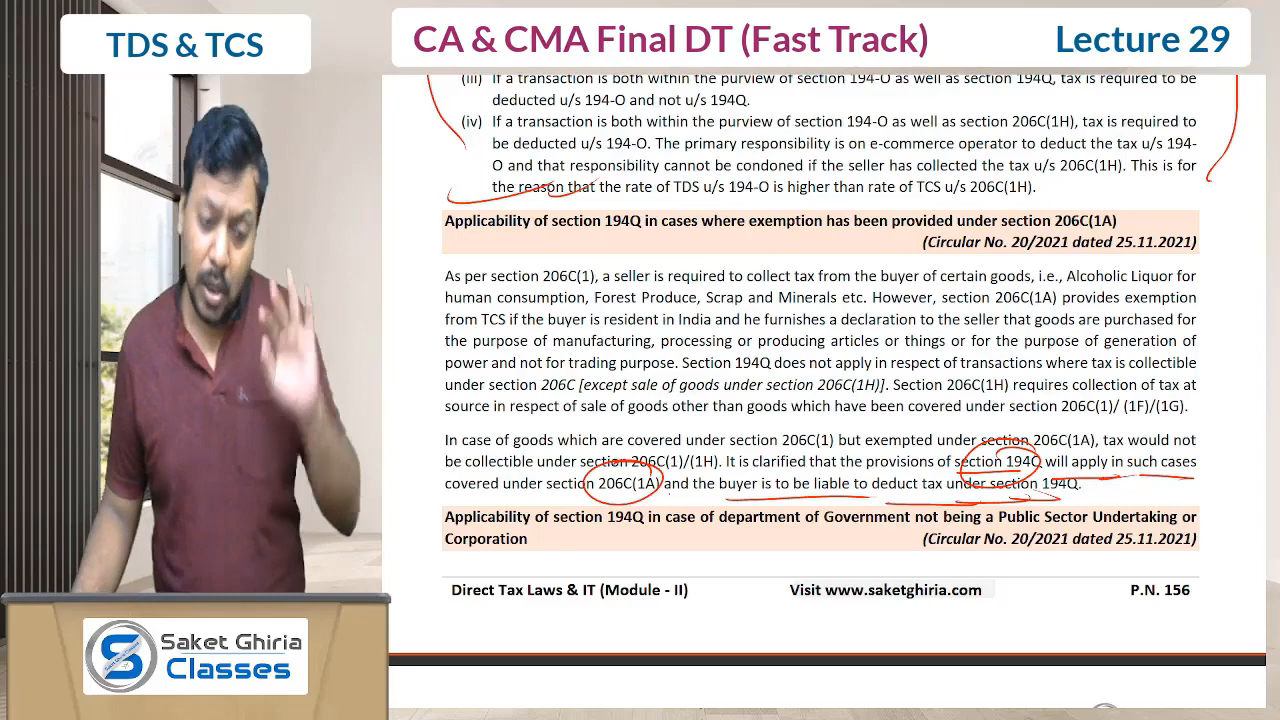 TDS & TCS
CA & CMA Final DT (Fast Track)
Lecture 29
(iii) If a transaction is both within the purview of section 194-O as well as section 194Q, tax is required to be
deducted u/s 194-O and not u/s 194Q.
(iv) If a transaction is both within the purview of section 194-O as well as section 206C(1H), tax is required to
be deducted u/s 194-O. The primary responsibility is on e-commerce operator to deduct the tax u/s 194-
O and that responsibility cannot be condoned if the seller has collected the tax u/s 206C(1H). This is for
the reason that the rate of TDS u/s 194-O is higher than rate of TCS u/s 206C(1H).
Applicability of section 194Q in cases where exemption has been provided under section 206C(1A)
(Circular No. 20/2021 dated 25.11.2021)
As per section 206C(1), a seller is required to collect tax from the buyer of certain goods, i.e., Alcoholic Liquor for
human consumption, Forest Produce, Scrap and Minerals etc. However, section 206C(1A) provides exemption
from TCS if the buyer is resident in India and he furnishes a declaration to the seller that goods are purchased for
the purpose of manufacturing, processing or producing articles or things or for the purpose of generation of
power and not for trading purpose. Section 194Q does not apply in respect of transactions where tax is collectible
under section 206C [except sale of goods under section 206C(1H)]. Section 206C(1H) requires collection of tax at
source in respect of sale of goods other than goods which have been covered under section 206C(1)/ (1F)/(1G).
In case of goods which are covered under section 206C(1) but exempted under section 206C(1A), tax would not
be collectible under section 206C(1)/(1H). It is clarified that the provisions of section 194Q will apply in such cases
covered under section 206C(1A) and the buyer is to be liable to deduct tax under section 194Q.
Applicability of section 194Q in case of department of Government not being a Public Sector Undertaking or
Corporation (Circular No. 20/2021 dated 25.11.2021)
Direct Tax Laws & IT (Module - II) Visit www.saketghiria.com P.N. 156
Saket Ghiria
Classes